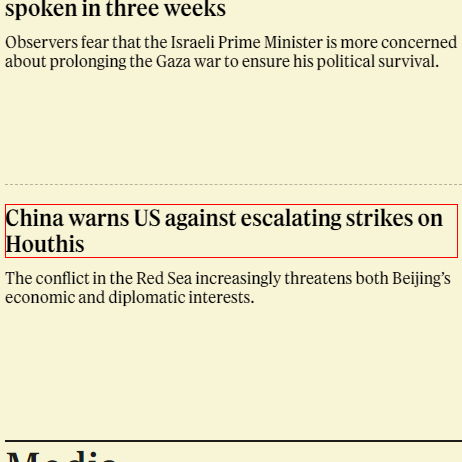 spoken in three weeks
Observers fear that the Israeli Prime Minister is more concerned
about prolonging the Gaza war to ensure his political survival.
China warns US against escalating strikes on
Houthis
The conflict in the Red Sea increasingly threatens both Beijing’s
economic and diplomatic interests.